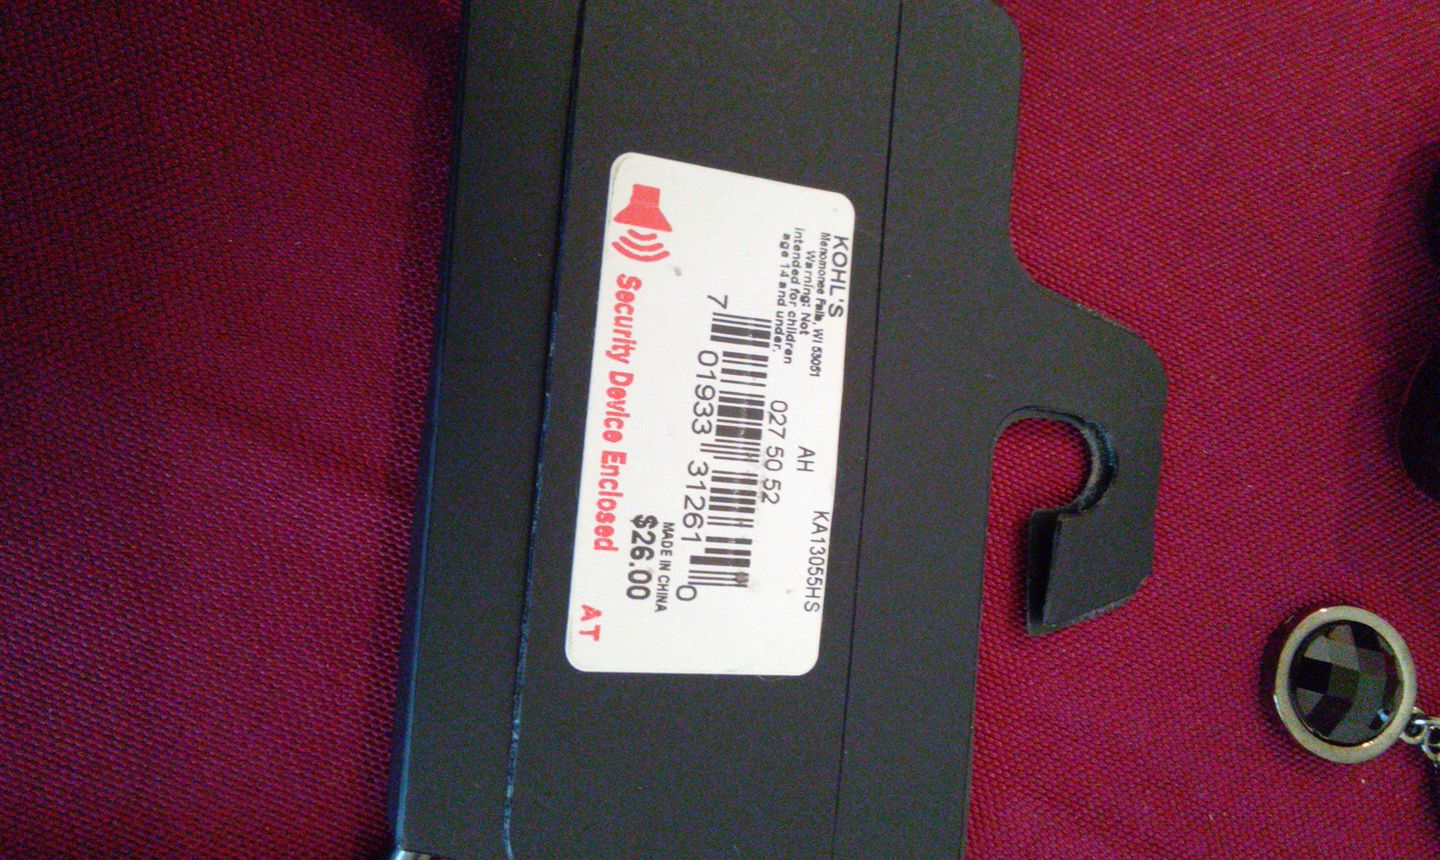 KOHL'S
Menomonee Falls, WI 53051
Warning: Not
intended for children
age 14 and under.
KA13055HS
AH
027 50 52
7 01933 31261 0
MADE IN CHINA
$26.00
Security Device Enclosed
AT